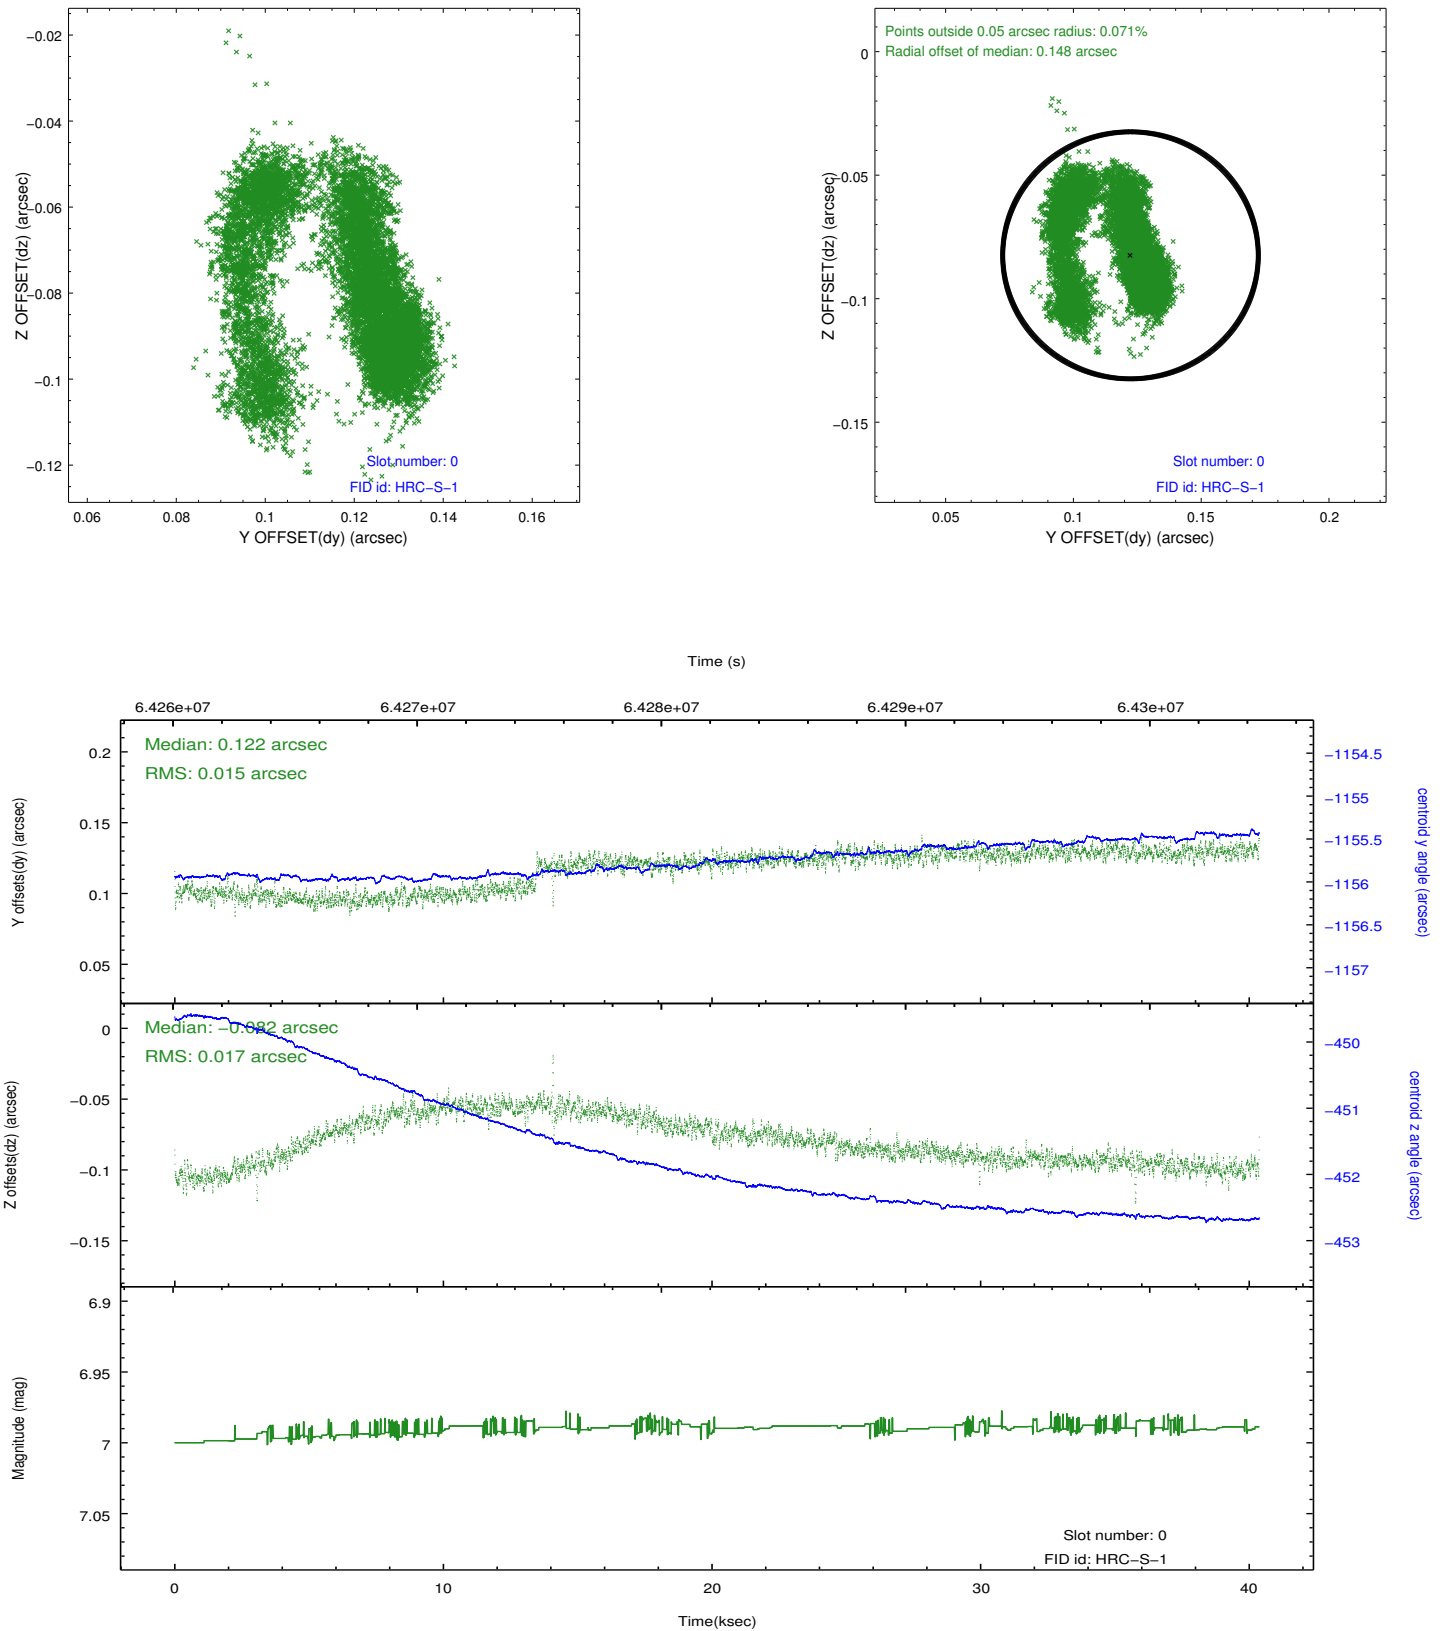 −0.02
−0.04
−0.06
−0.08
−0.1
−0.12
Z OFFSET(dz) (arcsec)
Slot number: 0
FID id: HRC−S−1
0.06 0.08 0.1 0.12 0.14 0.16
Y OFFSET(dy) (arcsec)
Points outside 0.05 arcsec radius: 0.071%
Radial offset of median: 0.148 arcsec
0
−0.05
−0.1
−0.15
Z OFFSET(dz) (arcsec)
Slot number: 0
FID id: HRC−S−1
0.05 0.1 0.15 0.2
Y OFFSET(dy) (arcsec)
Time (s)
6.426e+07 6.427e+07 6.428e+07 6.429e+07 6.43e+07
Median: 0.122 arcsec
RMS: 0.015 arcsec
0.2
0.15
0.1
0.05
Y offsets(dy) (arcsec)
−1154.5
−1155
−1155.5
−1156
−1156.5
−1157
centroid y angle (arcsec)
Median: −0.082 arcsec
RMS: 0.017 arcsec
0
−0.05
−0.1
−0.15
Z offsets(dz) (arcsec)
−450
−451
−452
−453
centroid z angle (arcsec)
6.9
6.95
7
7.05
Magnitude (mag)
Slot number: 0
FID id: HRC−S−1
0 10 20 30 40
Time(ksec)